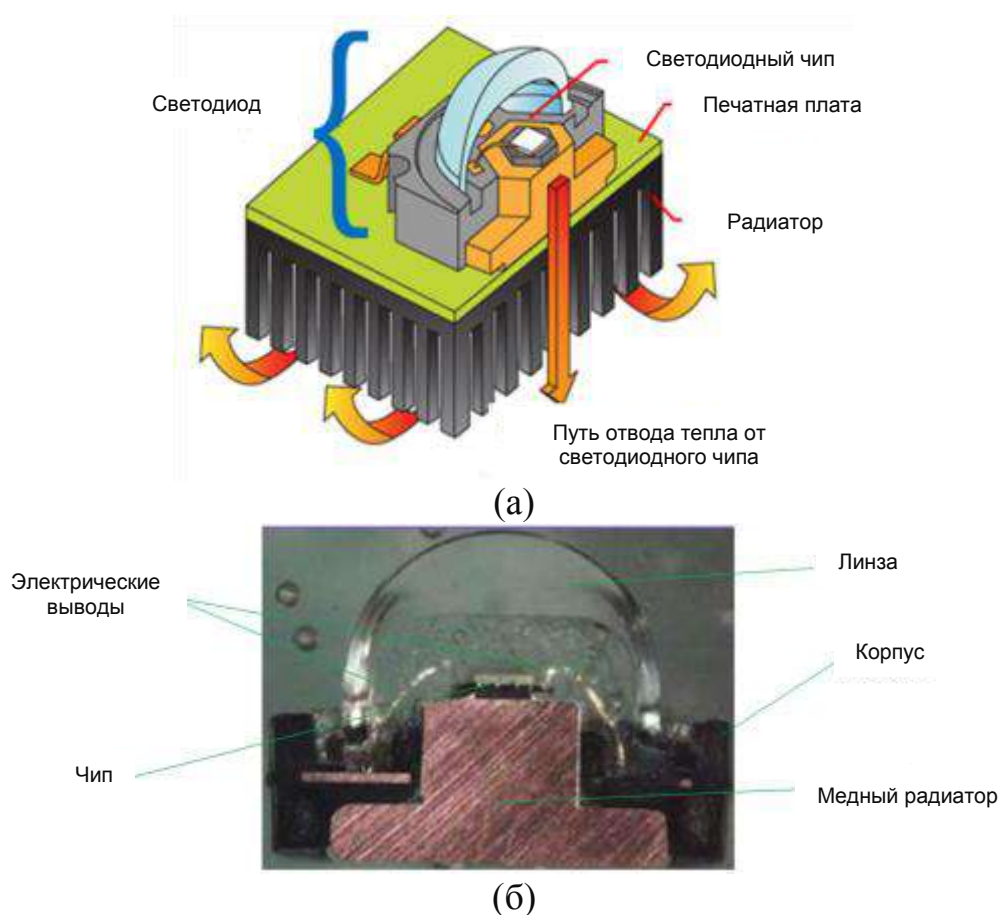 Светодиод
Светодиодный чип
Печатная плата
Радиатор
Путь отвода тепла от
светодиодного чипа
(а)
Электрические
выводы
Линза
Корпус
Чип
Медный радиатор
(б)